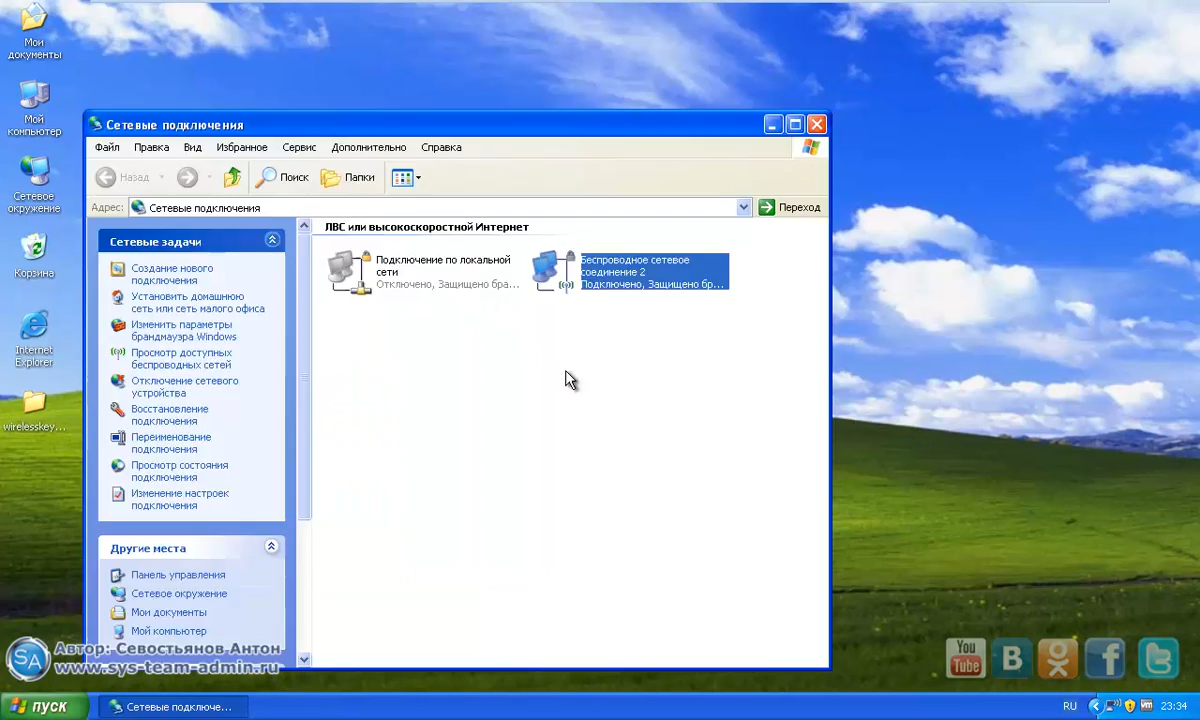 Мои
документы
Мой
компьютер
Сетевое
окружение
Корзина
Internet
Explorer
wirelesskey...
Сетевые подключения
Файл Правка Вид Избранное Сервис Дополнительно Справка
Назад Поиск Папки
Адрес: Сетевые подключения Переход
Сетевые задачи
Создание нового
подключения
Установить домашнюю
сеть или сеть малого офиса
Изменить параметры
брандмауэра Windows
Просмотр доступных
беспроводных сетей
Отключение сетевого
устройства
Восстановление
подключения
Переименование
подключения
Просмотр состояния
подключения
Изменение настроек
подключения
Другие места
Панель управления
Сетевое окружение
Мои документы
Мой компьютер
ЛВС или высокоскоростной Интернет
Подключение по локальной
сети
Отключено, Защищено бра...
Беспроводное сетевое
соединение 2
Подключено, Защищено бр...
SA
Автор: Севостьянов Антон
www.sys-team-admin.ru
You
Tube
B
f
пуск
Сетевые подключе...
RU
23:34